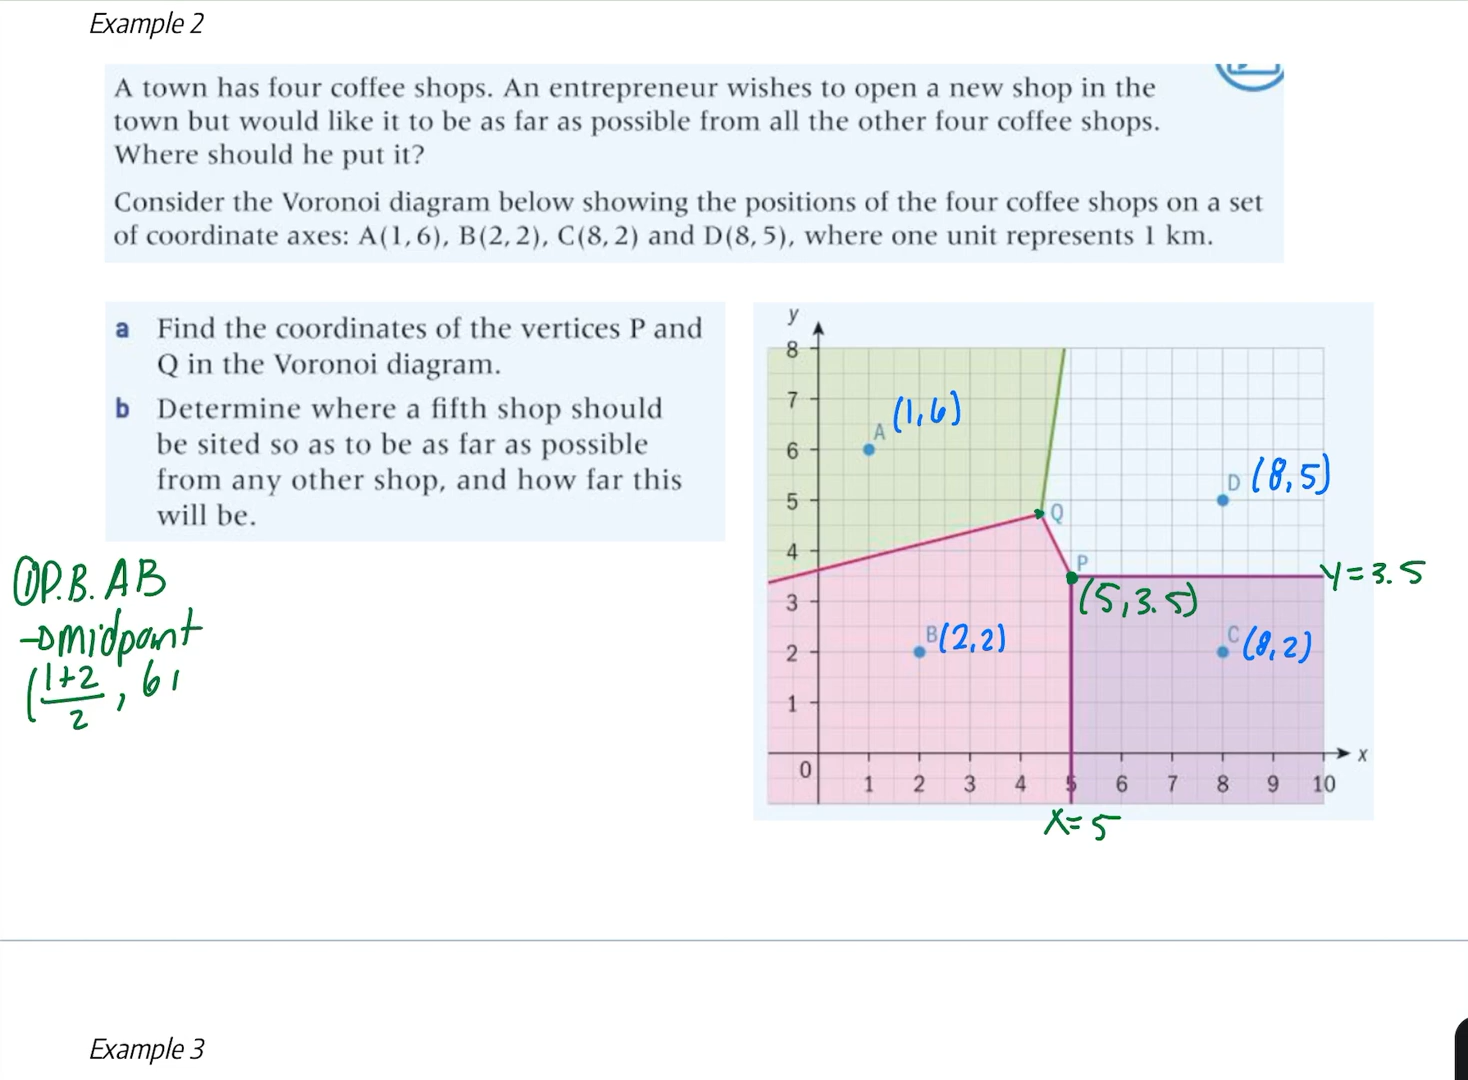 Example 2
A town has four coffee shops. An entrepreneur wishes to open a new shop in the
town but would like it to be as far as possible from all the other four coffee shops.
Where should he put it?
Consider the Voronoi diagram below showing the positions of the four coffee shops on a set
of coordinate axes: A(1, 6), B(2, 2), C(8, 2) and D(8, 5), where one unit represents 1 km.
a Find the coordinates of the vertices P and
Q in the Voronoi diagram.
b Determine where a fifth shop should
be sited so as to be as far as possible
from any other shop, and how far this
will be.
① P.B. AB
→ midpoint
(1+2/2, 6
y
8
7
A (1,6)
6
D (8,5)
5
Q
4
P
y=3.5
(5,3.5)
3
B (2,2)
C (8,2)
2
1
0
x
1 2 3 4 5 6 7 8 9 10
x=5
Example 3